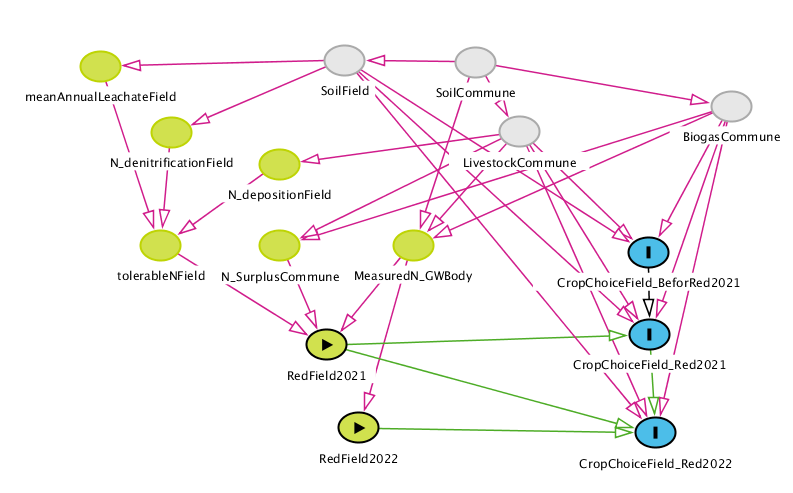 SoilField
SoilCommune
meanAnnualLeachateField
BiogasCommune
N_denitrificationField
LivestockCommune
N_depositionField
tolerableNField
N_SurplusCommune
MeasuredN_GWBody
CropChoiceField_BeforRed2021
RedField2021
CropChoiceField_Red2021
RedField2022
CropChoiceField_Red2022